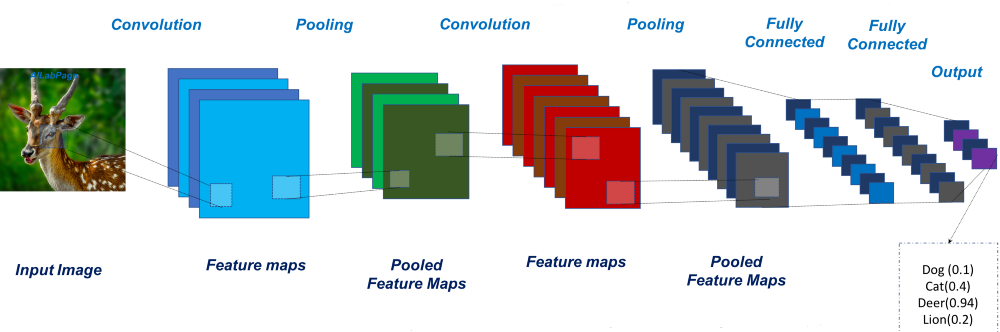 Convolution
Pooling
Convolution
Pooling
Fully
Connected
Fully
Connected
Output
AILabPage
Input Image
Feature maps
Pooled
Feature Maps
Feature maps
Pooled
Feature Maps
Dog (0.1)
Cat(0.4)
Deer(0.94)
Lion(0.2)